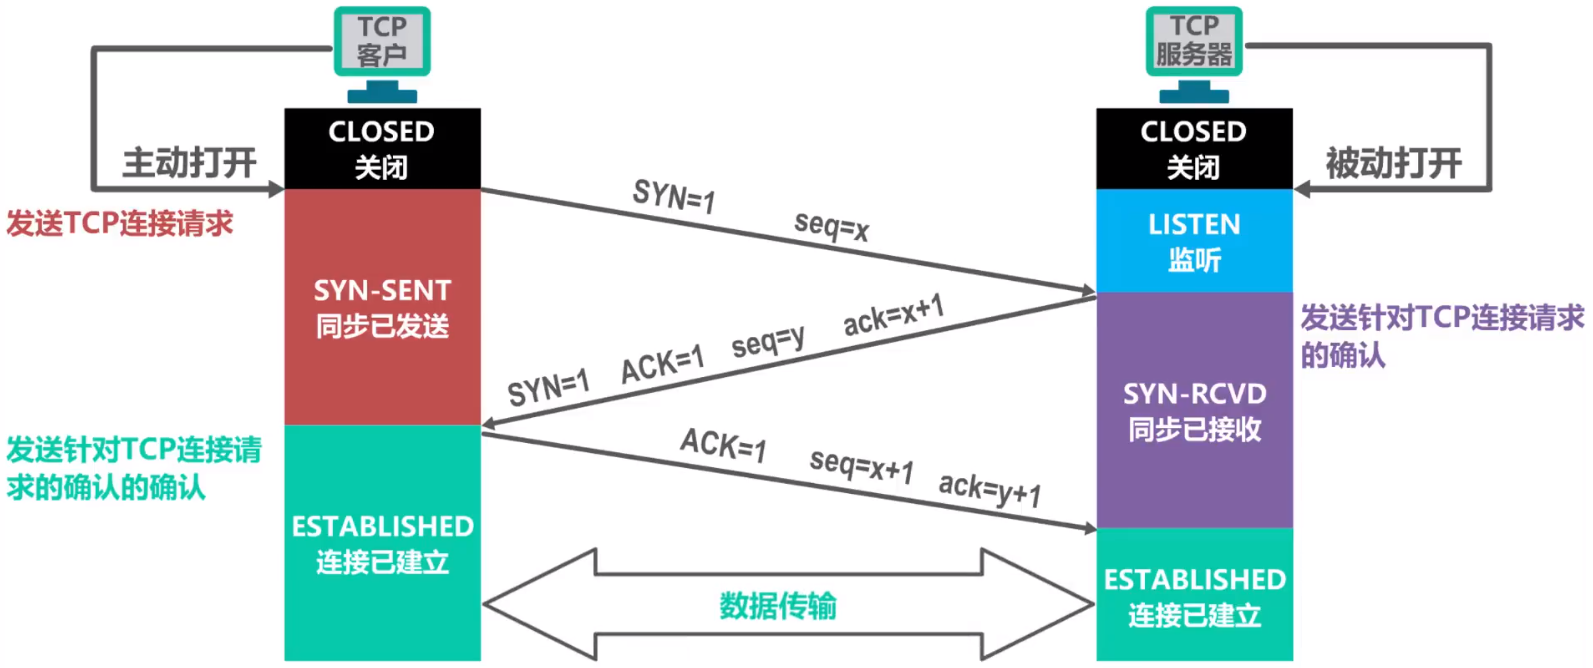 TCP
客户
TCP
服务器
CLOSED
关闭
CLOSED
关闭
主动打开
被动打开
发送TCP连接请求
SYN=1 seq=x
LISTEN
监听
SYN-SENT
同步已发送
SYN=1 ACK=1 seq=y ack=x+1
发送针对TCP连接请求
的确认
SYN-RCVD
同步已接收
发送针对TCP连接请
求的确认的确认
ACK=1 seq=x+1 ack=y+1
ESTABLISHED
连接已建立
数据传输
ESTABLISHED
连接已建立